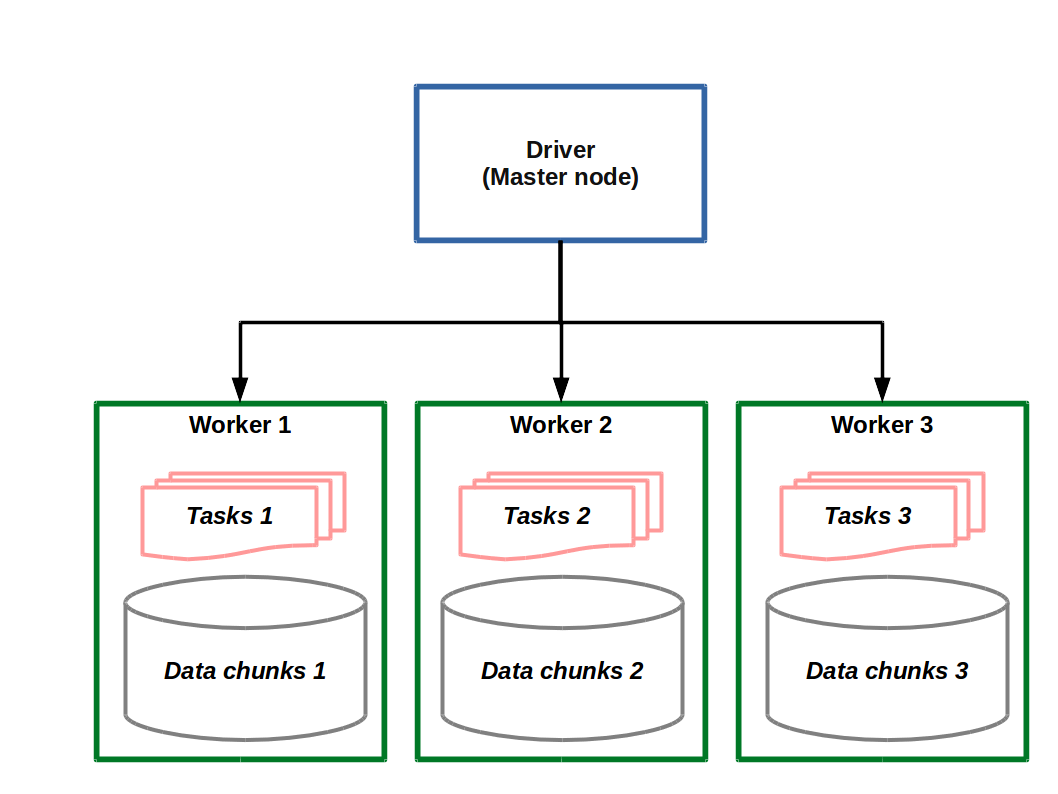 Driver
(Master node)
Worker 1
Worker 2
Worker 3
Tasks 1
Tasks 2
Tasks 3
Data chunks 1
Data chunks 2
Data chunks 3